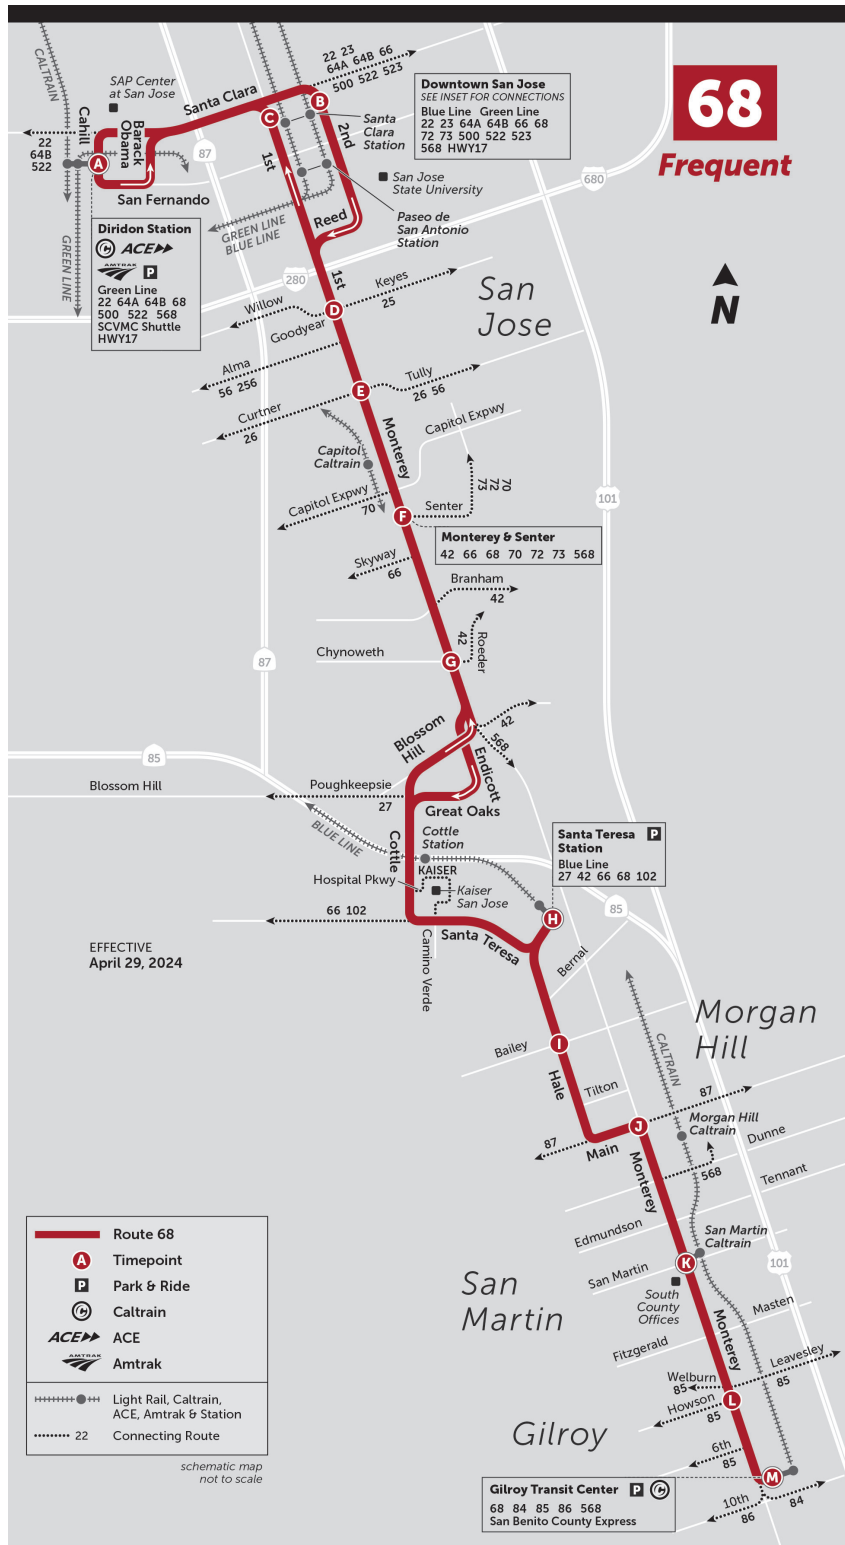 68
Frequent
N
CALTRAIN
SAP Center
at San Jose
Santa Clara
22 23
64A 64B 66
500 522 523
Downtown San Jose
SEE INSET FOR CONNECTIONS
Blue Line Green Line
22 23 64A 64B 66 68
72 73 500 522 523
568 HWY17
Cahill
Barack
Obama
B
C
A
22
64B
522
87
1st
2nd
Santa
Clara
Station
San Jose
State University
680
San Fernando
GREEN LINE
GREEN LINE
BLUE LINE
Reed
Paseo de
San Antonio
Station
Diridon Station
C ACE
AMTRAK P
Green Line
22 64A 64B 68
500 522 568
SCVMC Shuttle
HWY17
280
1st
Keyes
25
Willow
D
Goodyear
San
Jose
Alma
56 256
Tully
26 56
E
Curtner
26
Monterey
Capitol Expwy
Capitol
Caltrain
Capitol Expwy
70
73
72
70
101
F
Senter
Monterey & Senter
42 66 68 70 72 73 568
Skyway
66
Branham
42
Chynoweth
42
Roeder
G
87
42
568
Blossom
Hill
Endicott
85
Blossom Hill
Poughkeepsie
27
Great Oaks
BLUE LINE
Cottle
Cottle
Station
KAISER
Hospital Pkwy
Kaiser
San Jose
Santa Teresa
Station
P
Blue Line
27 42 66 68 102
H
85
66 102
Santa Teresa
Camino Verde
Bernal
EFFECTIVE
April 29, 2024
Morgan
Hill
CALTRAIN
Bailey
I
Hale
Tilton
87
J
Morgan Hill
Caltrain
87
Main
Dunne
568
Monterey
Tennant
Edmundson
San Martin
Caltrain
San Martin
K
101
South
County
Offices
San
Martin
Masten
Monterey
Fitzgerald
Leavesley
85
Welburn
85
Howson
85
L
Gilroy
6th
85
M
Gilroy Transit Center P C
68 84 85 86 568
San Benito County Express
10th
86
84
Route 68
A Timepoint
P Park & Ride
C Caltrain
ACE ACE
AMTRAK Amtrak
Light Rail, Caltrain,
ACE, Amtrak & Station
22 Connecting Route
schematic map
not to scale